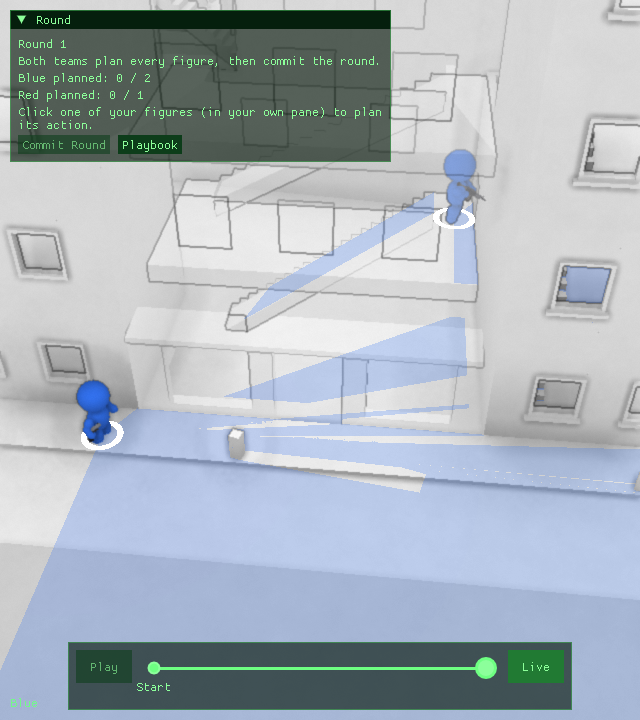 Round
Round 1
Both teams plan every figure, then commit the round.
Blue planned: 0 / 2
Red planned: 0 / 1
Click one of your figures (in your own pane) to plan
its action.
Commit Round Playbook
Play Live
Start
Blue